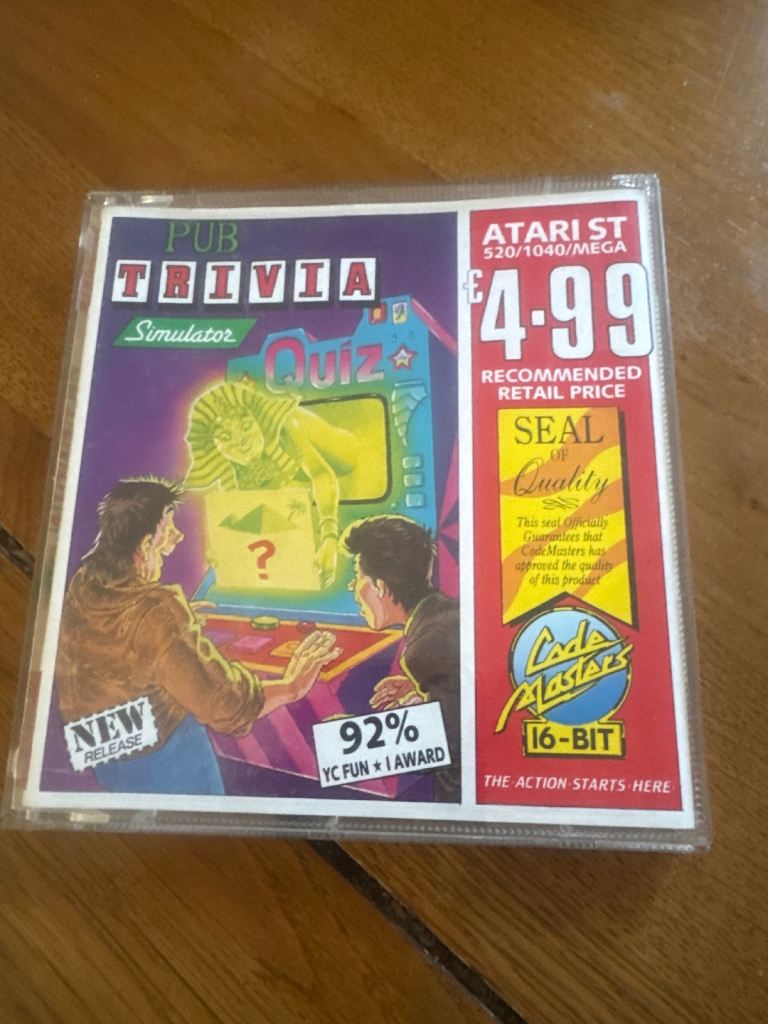 PUB
TRIVIA
Simulator
Quiz
?
NEW
RELEASE
92%
YC FUN ★ I AWARD
ATARI ST
520/1040/MEGA
£4·99
RECOMMENDED
RETAIL PRICE
SEAL
OF
Quality
This seal Officially
Guarantees that
CodeMasters has
approved the quality
of this product
Code
Masters
16-BIT
THE·ACTION·STARTS·HERE